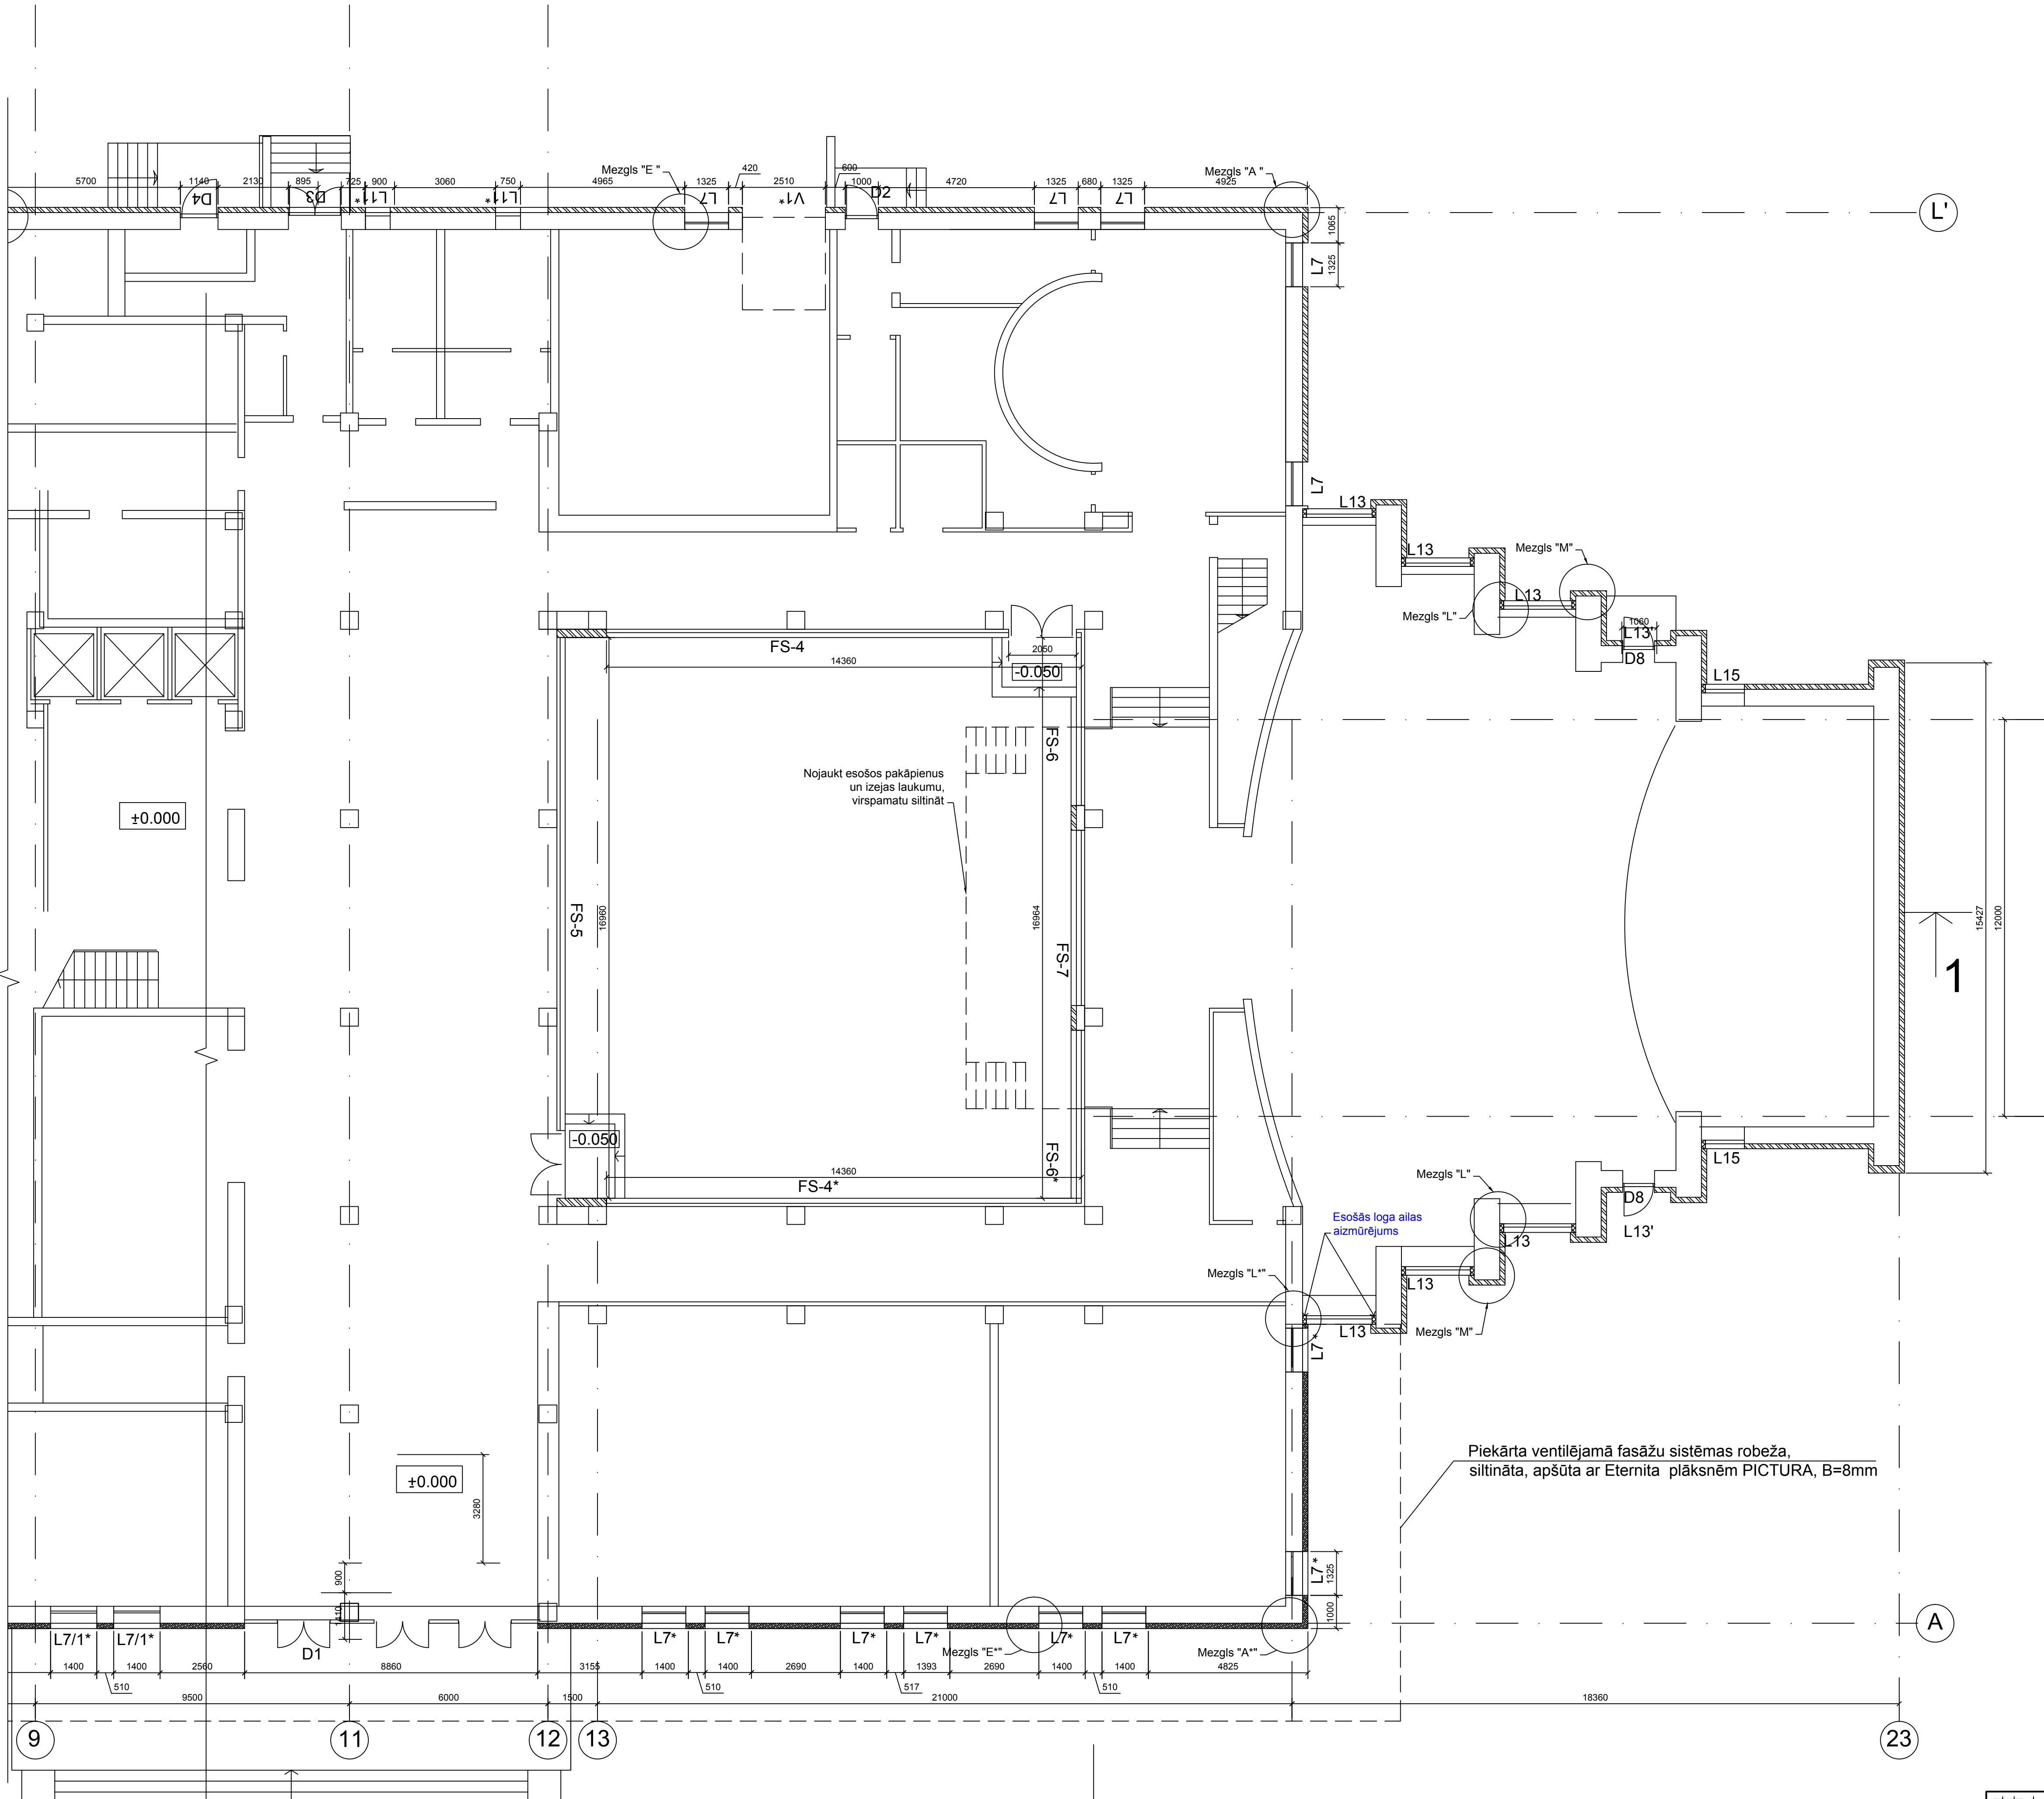 Mezgls "E "
420
600
Mezgls "A "
5700
1140
2130
895
725
900
3060
750
4965
1325
2510
1000
4720
1325
680
1325
4925
D4
D3
L11*
L11*
L7
V1*
D2
L7
L7
L'
1065
1325
L7
L7
L13
L13
Mezgls "M"
L13
Mezgls "L"
1060
L13'
D8
L15
FS-4
14360
2050
-0.050
FS-6
Nojaukt esošos pakāpienus
un izejas laukumu,
virspamatu siltināt
±0.000
FS-5
16960
16964
FS-7
15427
12000
1
-0.050
14360
FS-4*
FS-6*
L15
Mezgls "L"
D8
L13'
Esošās loga ailas
aizmūrējums
L13
Mezgls "L*"
L13
L13
Mezgls "M"
L7 *
Piekārta ventilējamā fasāžu sistēmas robeža,
siltināta, apšūta ar Eternita plāksnēm PICTURA, B=8mm
±0.000
3280
900
410
L7 *
1325
1000
A
L7/1*
L7/1*
D1
L7*
L7*
L7*
L7*
L7*
L7*
Mezgls "E*"
Mezgls "A*"
1400
1400
2560
8860
3155
1400
1400
2690
1400
1393
2690
1400
1400
4825
510
510
517
510
9500
6000
1500
21000
18360
9
11
12
13
23